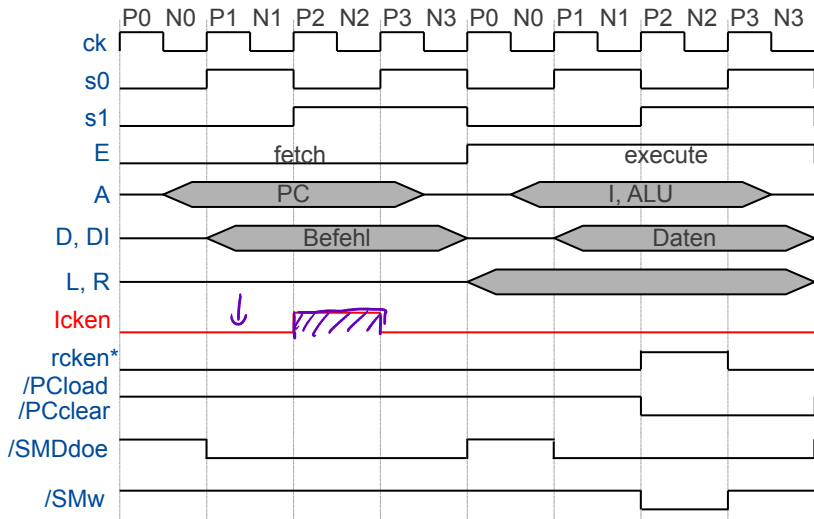 P0 N0 P1 N1 P2 N2 P3 N3 P0 N0 P1 N1 P2 N2 P3 N3
ck
s0
s1
E fetch execute
A PC I, ALU
D, DI Befehl Daten
L, R
Icken
rcken*
/PCload
/PCclear
/SMDdoe
/SMw